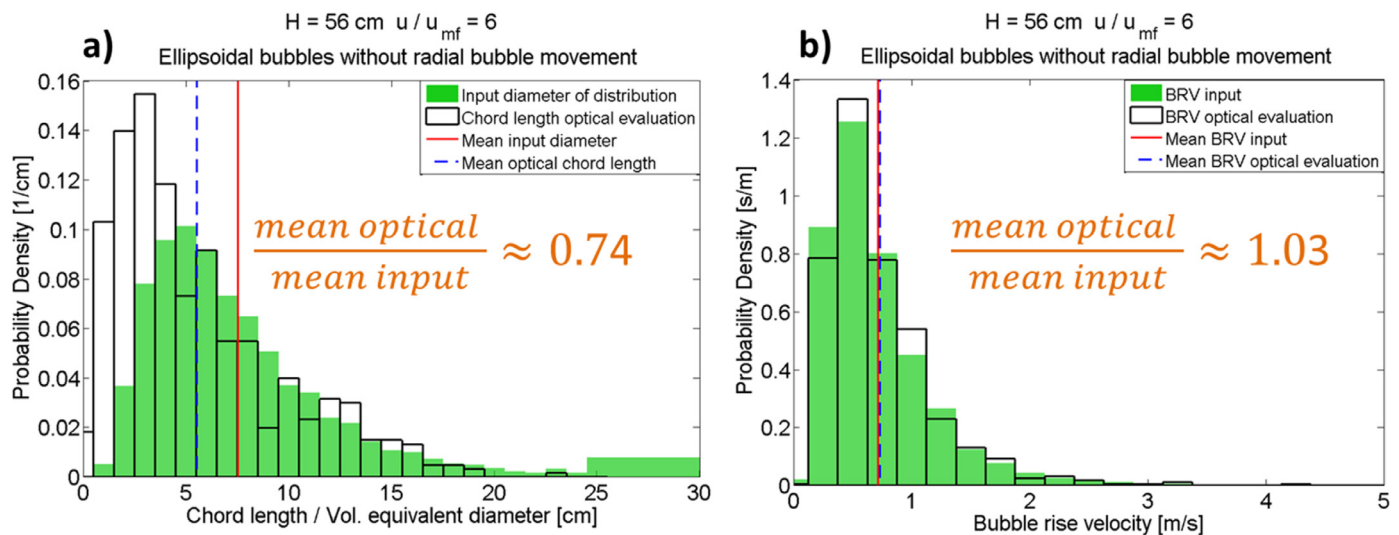 H = 56 cm u / u_mf = 6
a)
Ellipsoidal bubbles without radial bubble movement
0.16
0.14
0.12
0.1
0.08
0.06
0.04
0.02
0
Probability Density [1/cm]
Input diameter of distribution
Chord length optical evaluation
Mean input diameter
Mean optical chord length
mean optical
mean input
≈ 0.74
0 5 10 15 20 25 30
Chord length / Vol. equivalent diameter [cm]
H = 56 cm u / u_mf = 6
b)
Ellipsoidal bubbles without radial bubble movement
1.4
1.2
1
0.8
0.6
0.4
0.2
0
Probability Density [s/m]
BRV input
BRV optical evaluation
Mean BRV input
Mean BRV optical evaluation
mean optical
mean input
≈ 1.03
0 1 2 3 4 5
Bubble rise velocity [m/s]